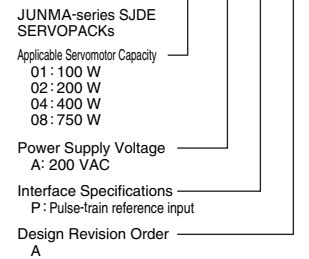 JUNMA-series SJDE
SERVOPACKs
Applicable Servomotor Capacity
01:100 W
02:200 W
04:400 W
08:750 W
Power Supply Voltage
A: 200 VAC
Interface Specifications
P: Pulse-train reference input
Design Revision Order
A